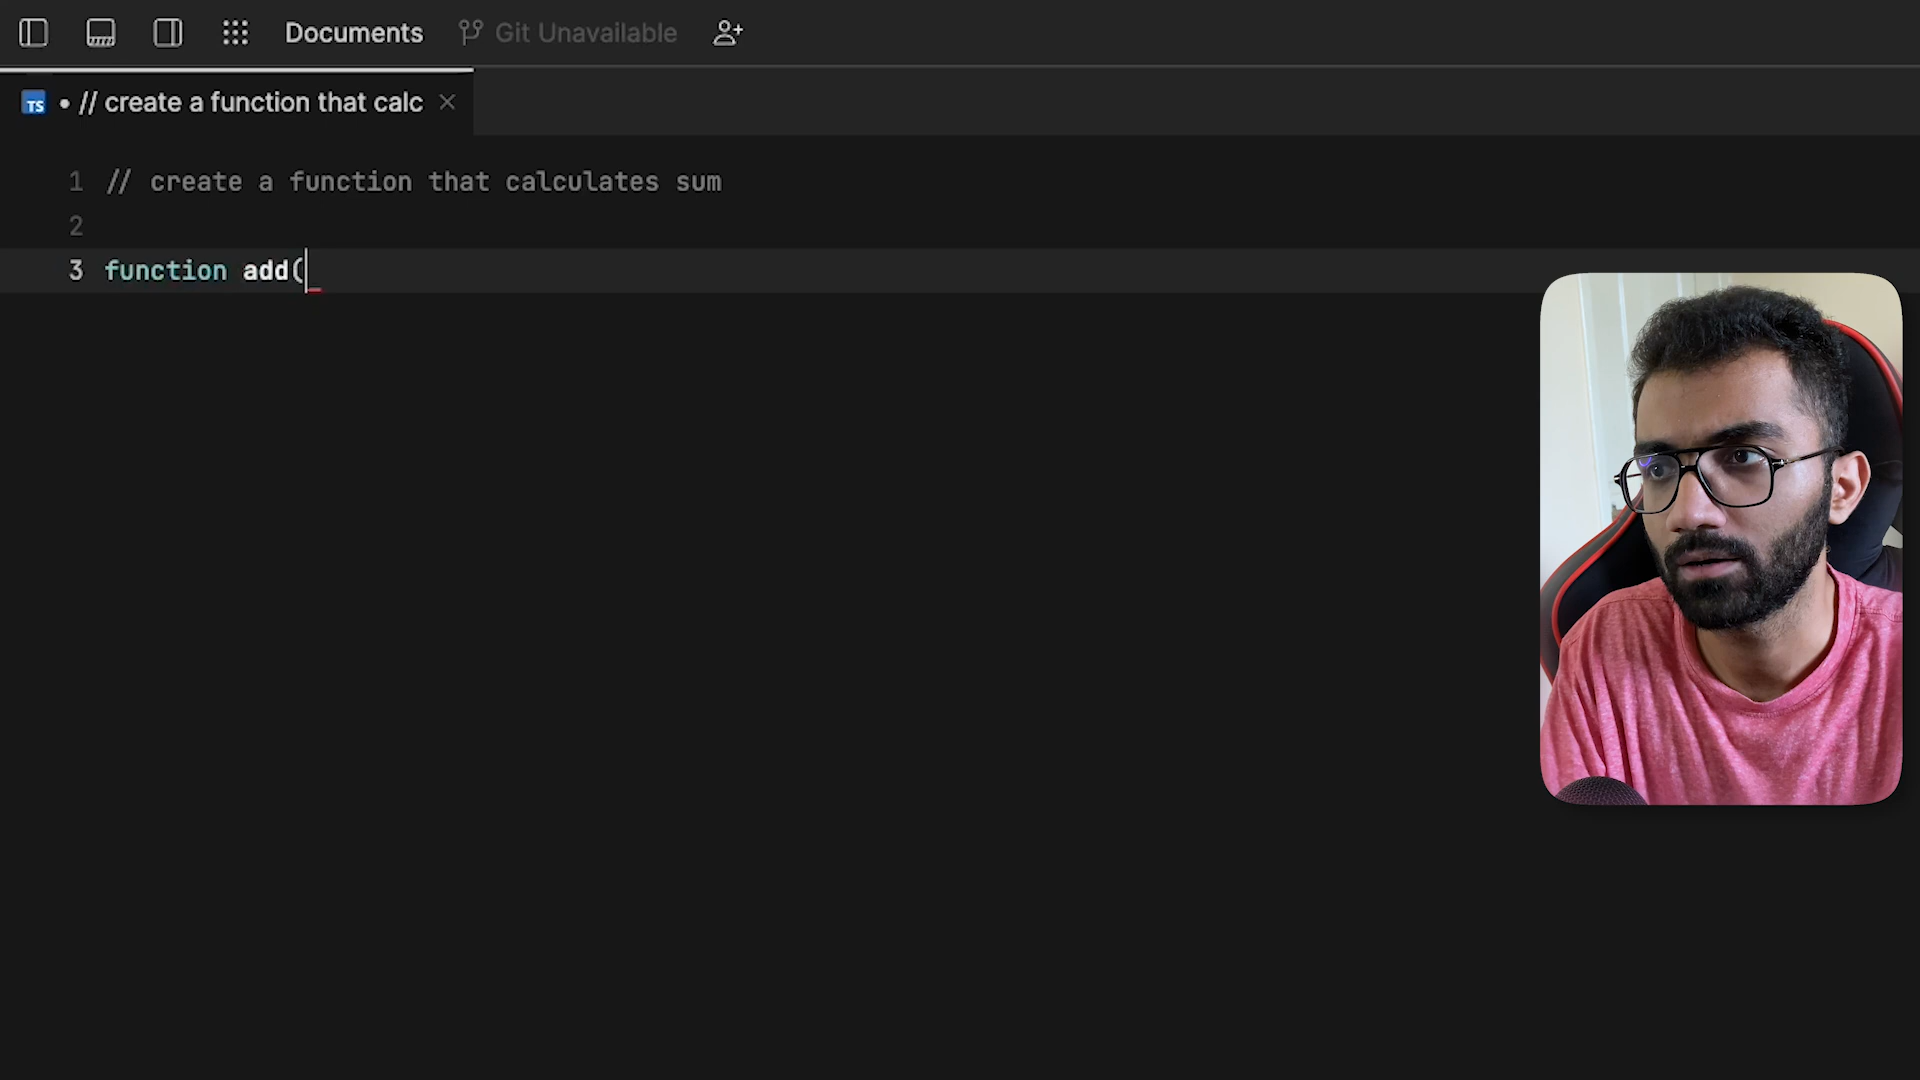 Documents Git Unavailable
TS • // create a function that calc
1 // create a function that calculates sum
2
3 function add(